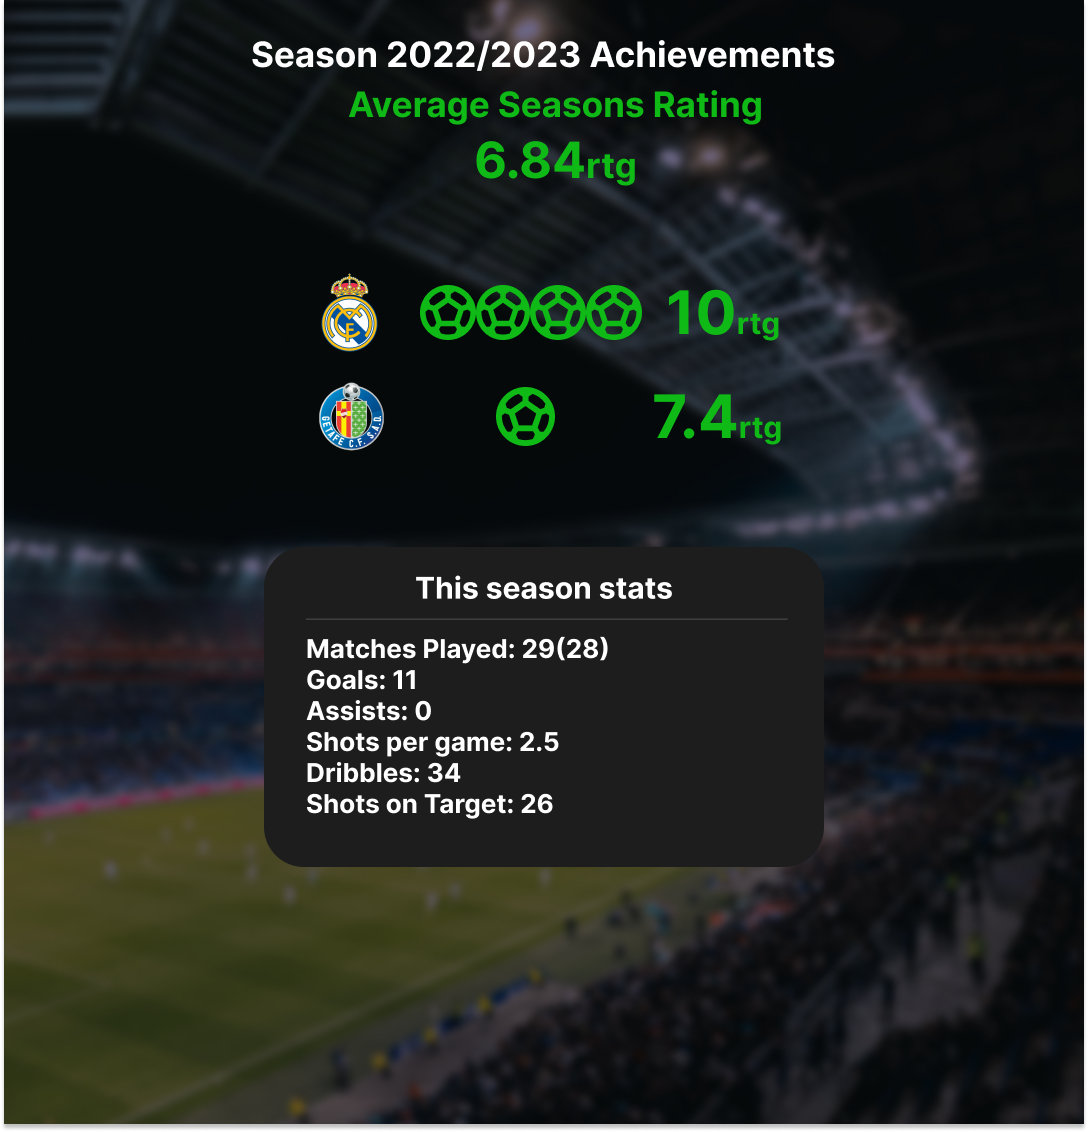 Season 2022/2023 Achievements
Average Seasons Rating
6.84rtg
10rtg
GETAFE C.F. S.A.D.
7.4rtg
This season stats
Matches Played: 29(28)
Goals: 11
Assists: 0
Shots per game: 2.5
Dribbles: 34
Shots on Target: 26